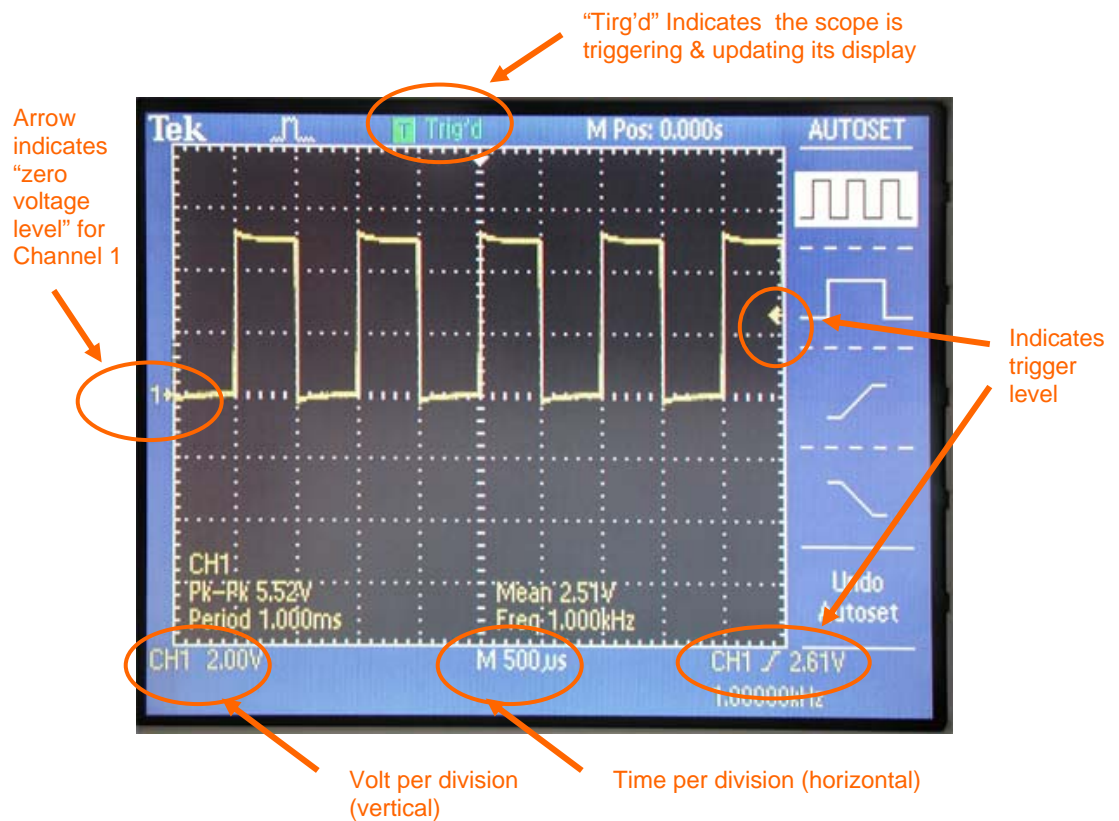 “Tirg’d” Indicates the scope is
triggering & updating its display
Arrow
indicates
“zero
voltage
level” for
Channel 1
Tek
T Trig'd
M Pos: 0.000s
AUTOSET
1
Indicates
trigger
level
CH1
Pk-Pk 5.52V
Mean 2.51V
Period 1.000ms
Freq 1.000kHz
Undo
Autoset
CH1 2.00V
M 500µs
CH1 2.61V
1.00000kHz
Volt per division
(vertical)
Time per division (horizontal)